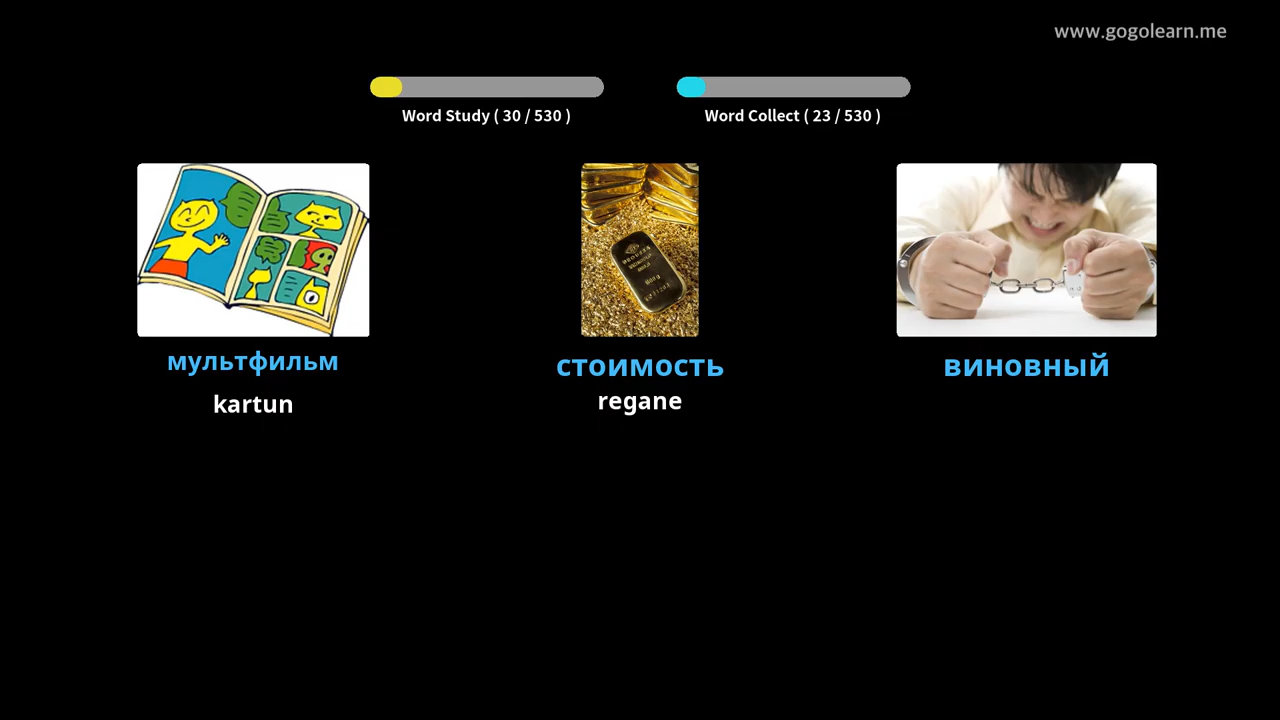 www.gogolearn.me
Word Study ( 30 / 530 )
Word Collect ( 23 / 530 )
мультфильм
kartun
стоимость
regane
виновный